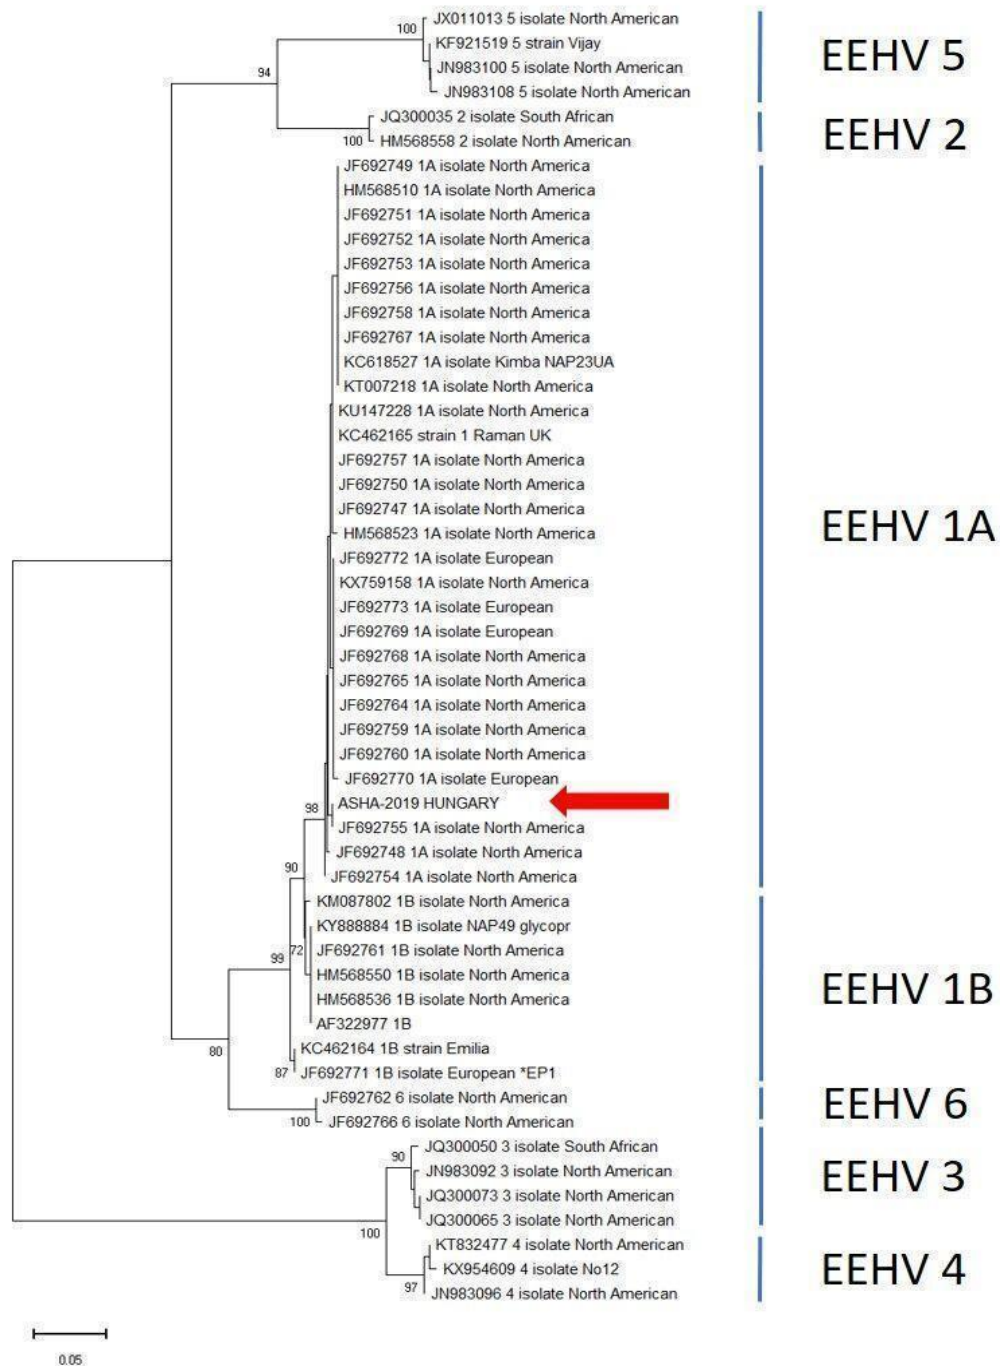 JX011013 5 isolate North American
100
KF921519 5 strain Vijay
EEHV 5
JN983100 5 isolate North American
94
JN983108 5 isolate North American
JQ300035 2 isolate South African
EEHV 2
100
HM568558 2 isolate North American
JF692749 1A isolate North America
HM568510 1A isolate North America
JF692751 1A isolate North America
JF692752 1A isolate North America
JF692753 1A isolate North America
JF692756 1A isolate North America
JF692758 1A isolate North America
JF692767 1A isolate North America
KC618527 1A isolate Kimba NAP23UA
KT007218 1A isolate North America
KU147228 1A isolate North America
KC462165 strain 1 Raman UK
JF692757 1A isolate North America
JF692750 1A isolate North America
JF692747 1A isolate North America
EEHV 1A
HM568523 1A isolate North America
JF692772 1A isolate European
KX759158 1A isolate North America
JF692773 1A isolate European
JF692769 1A isolate European
JF692768 1A isolate North America
JF692765 1A isolate North America
JF692764 1A isolate North America
JF692759 1A isolate North America
JF692760 1A isolate North America
JF692770 1A isolate European
98
ASHA-2019 HUNGARY
JF692755 1A isolate North America
JF692748 1A isolate North America
90
JF692754 1A isolate North America
KM087802 1B isolate North America
KY888884 1B isolate NAP49 glycopr
72
JF692761 1B isolate North America
99
HM568550 1B isolate North America
EEHV 1B
HM568536 1B isolate North America
AF322977 1B
80
KC462164 1B strain Emilia
87
JF692771 1B isolate European *EP1
JF692762 6 isolate North American
EEHV 6
100
JF692766 6 isolate North American
JQ300050 3 isolate South African
90
JN983092 3 isolate North American
EEHV 3
JQ300073 3 isolate North American
JQ300065 3 isolate North American
100
KT832477 4 isolate North American
KX954609 4 isolate No12
EEHV 4
97
JN983096 4 isolate North American
0.05